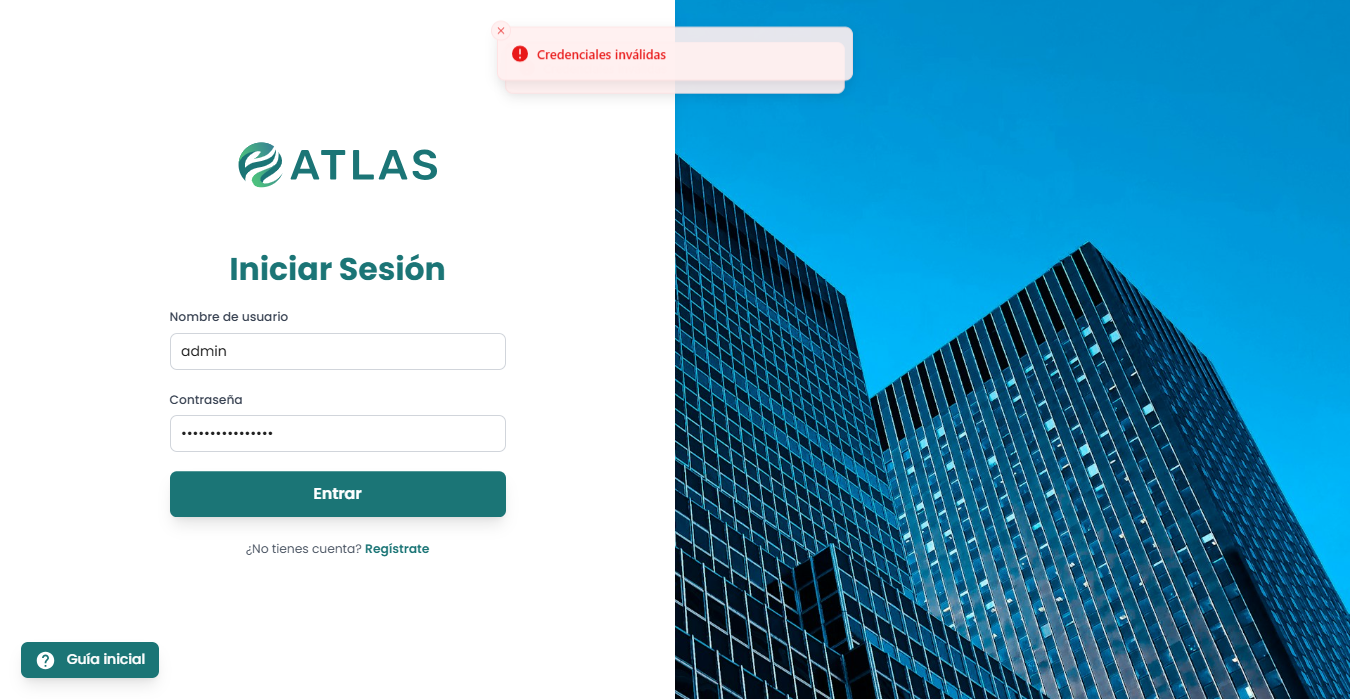 Credenciales inválidas
ATLAS
Iniciar Sesión
Nombre de usuario
admin
Contraseña
••••••••••••••••
Entrar
¿No tienes cuenta? Regístrate
Guía inicial